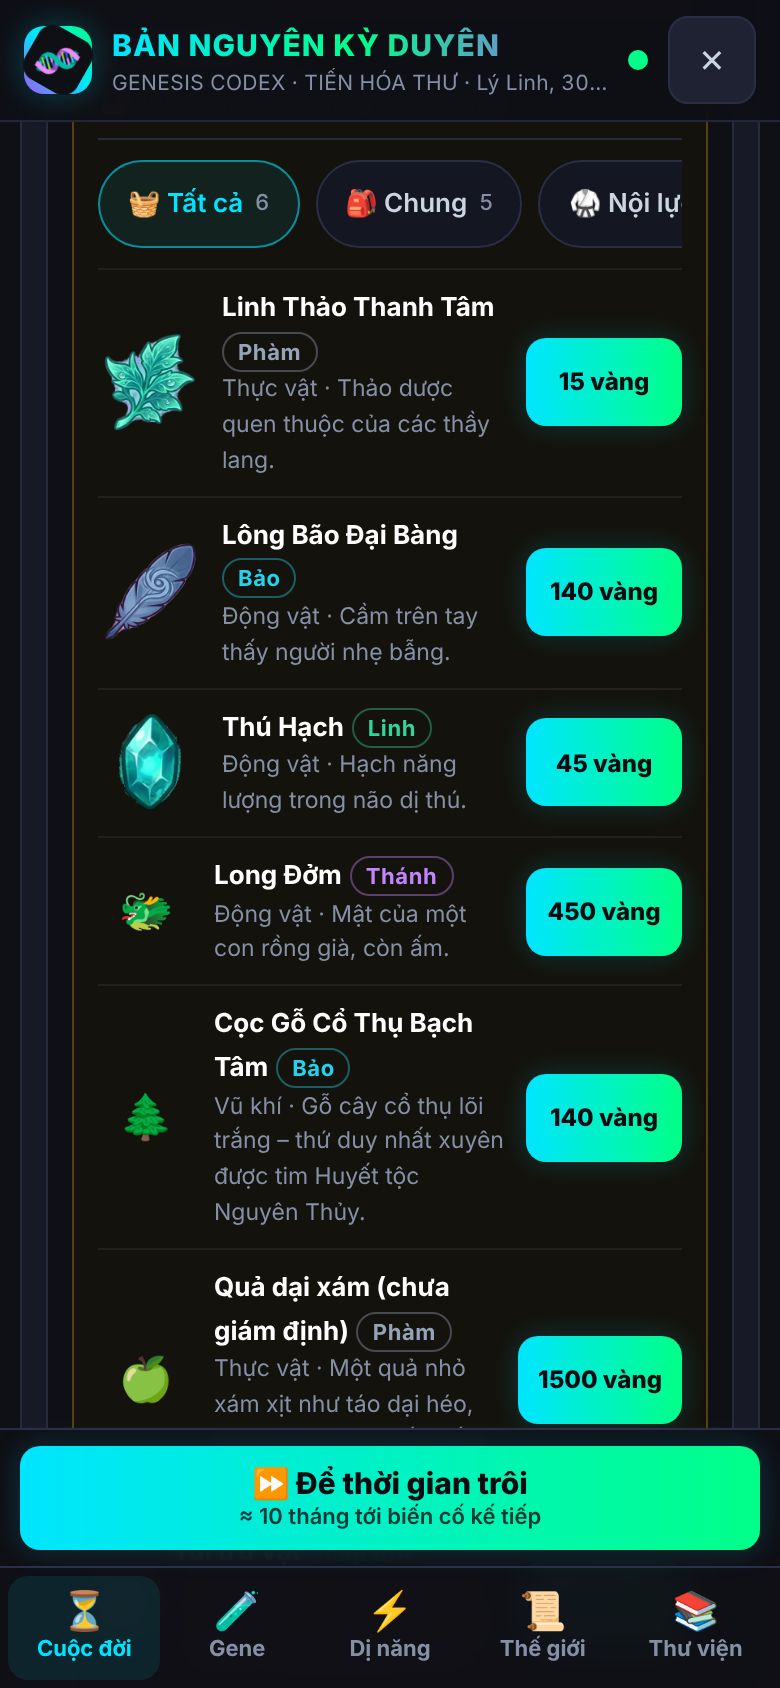 BẢN NGUYÊN KỲ DUYÊN
GENESIS CODEX · TIẾN HÓA THƯ · Lý Linh, 30...
Tất cả 6
Chung 5
Nội lự
Linh Thảo Thanh Tâm
Phàm
Thực vật · Thảo dược
quen thuộc của các thầy
lang.
15 vàng
Lông Bão Đại Bàng
Bảo
Động vật · Cầm trên tay
thấy người nhẹ bẫng.
140 vàng
Thú Hạch Linh
Động vật · Hạch năng
lượng trong não dị thú.
45 vàng
Long Đởm Thánh
Động vật · Mật của một
con rồng già, còn ấm.
450 vàng
Cọc Gỗ Cổ Thụ Bạch
Tâm Bảo
Vũ khí · Gỗ cây cổ thụ lõi
trắng – thứ duy nhất xuyên
được tim Huyết tộc
Nguyên Thủy.
140 vàng
Quả dại xám (chưa
giám định) Phàm
Thực vật · Một quả nhỏ
xám xịt như táo dại héo,
1500 vàng
Để thời gian trôi
≈ 10 tháng tới biến cố kế tiếp
Cuộc đời
Gene
Dị năng
Thế giới
Thư viện